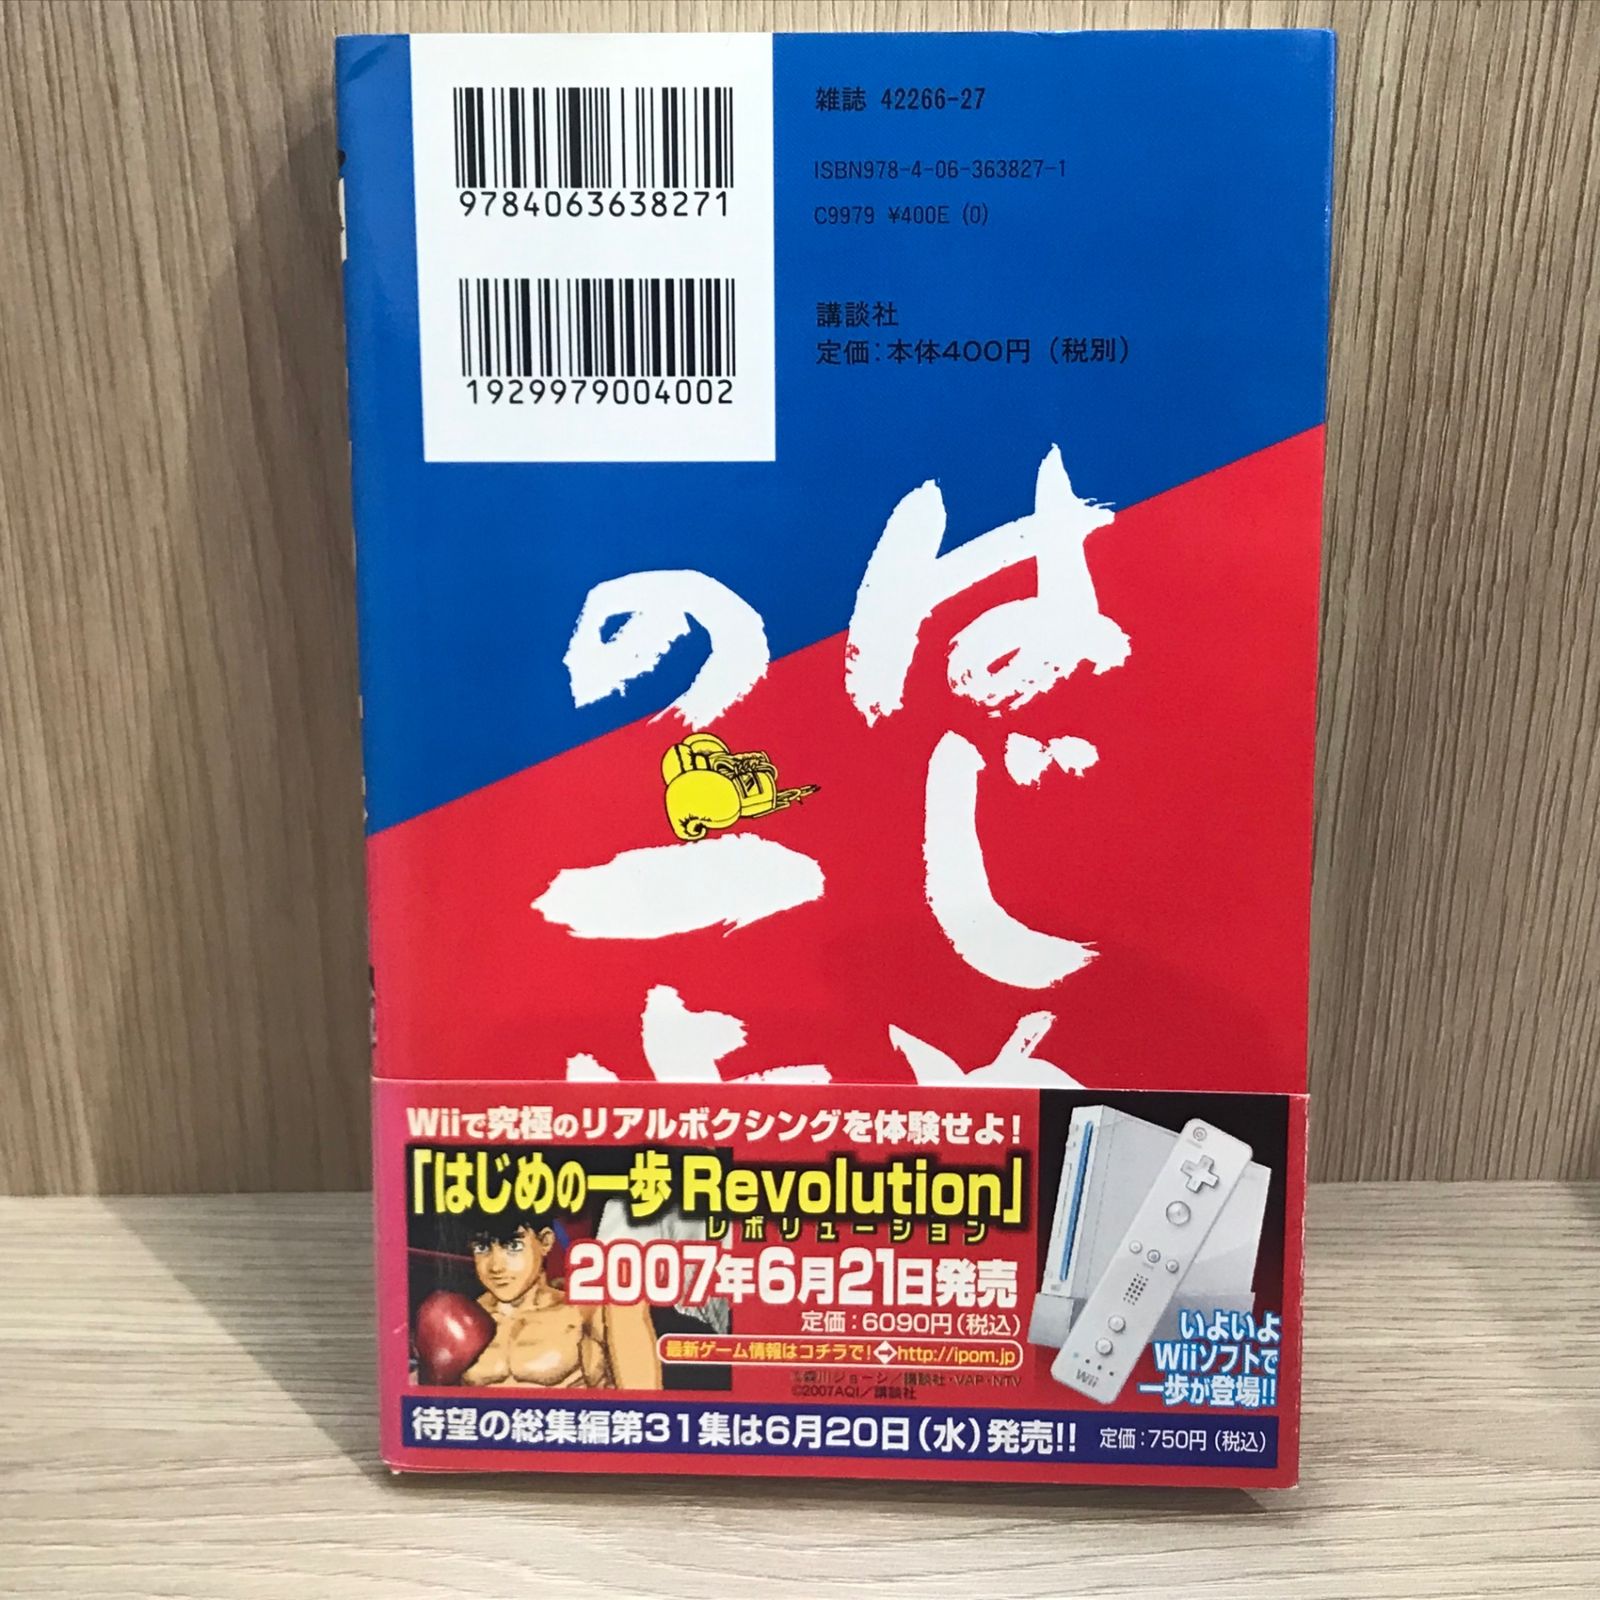 9784063638271
1929979004002
雑誌 42266-27
ISBN978-4-06-363827-1
C9979 ¥400E (0)
講談社
定価:本体400円(税別)
はじ
の一
Wiiで究極のリアルボクシングを体験せよ!
「はじめの一歩 Revolution」
レボリューション
2007年6月21日発売
定価:6090円(税込)
最新ゲーム情報はコチラで!➡http://ipom.jp
森川ジョージ/講談社・VAP・NTV
©2007AQI/講談社
Wii
いよいよ
Wiiソフトで
一歩が登場!!
待望の総集編第31集は6月20日(水)発売!! 定価:750円(税込)